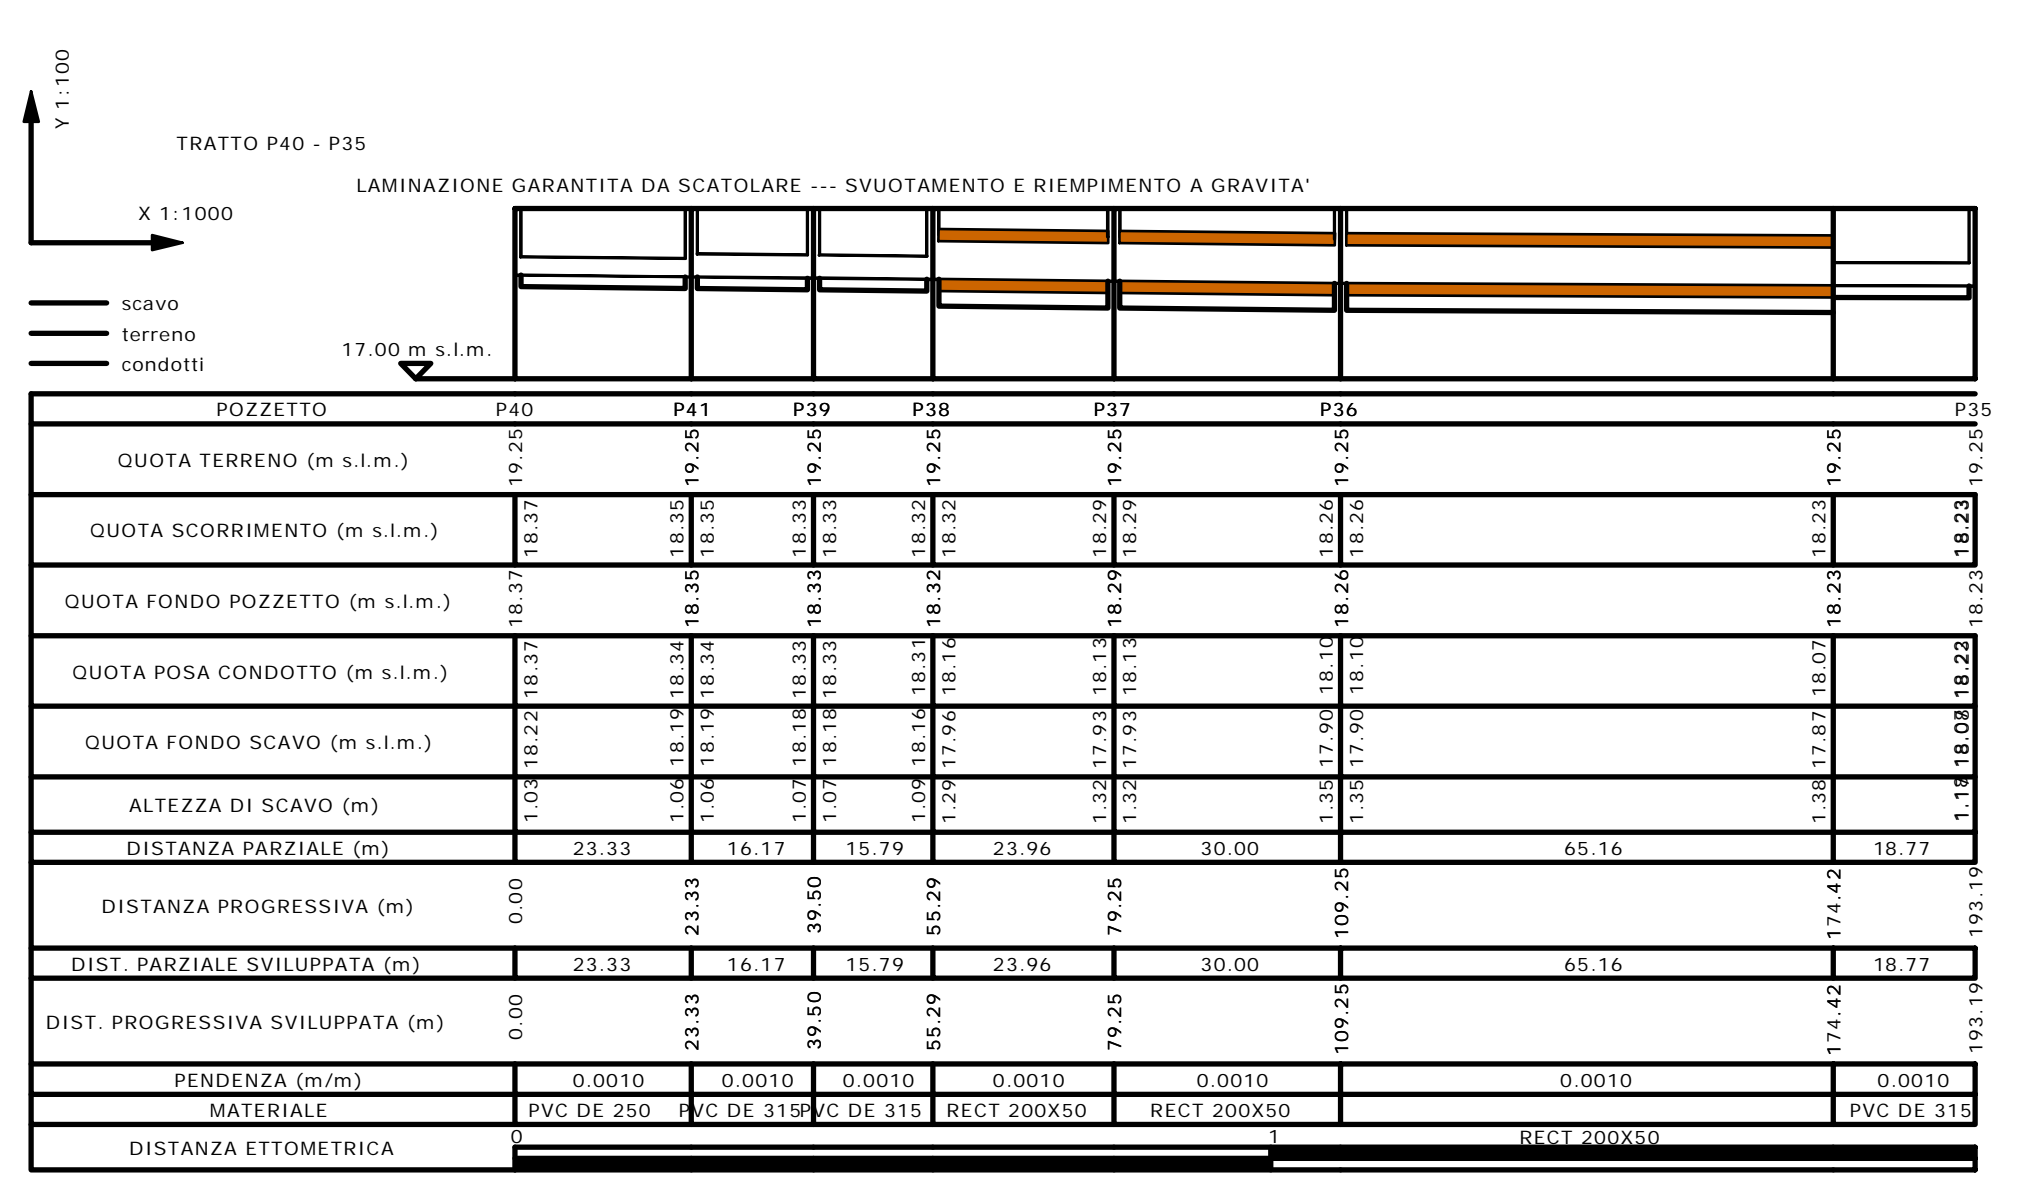 Y 1:100
TRATTO P40 - P35
LAMINAZIONE GARANTITA DA SCATOLARE --- SVUOTAMENTO E RIEMPIMENTO A GRAVITA'
X 1:1000
scavo
terreno
condotti
17.00 m s.l.m.
POZZETTO P40 P41 P39 P38 P37 P36 P35
QUOTA TERRENO (m s.l.m.) 19.25 19.25 19.25 19.25 19.25 19.25 19.25 19.25
QUOTA SCORRIMENTO (m s.l.m.) 18.37 18.35 18.35 18.33 18.33 18.32 18.32 18.29 18.29 18.26 18.26 18.23 18.23
QUOTA FONDO POZZETTO (m s.l.m.) 18.37 18.35 18.33 18.32 18.29 18.26 18.23 18.23
QUOTA POSA CONDOTTO (m s.l.m.) 18.37 18.34 18.34 18.33 18.33 18.31 18.16 18.13 18.13 18.10 18.10 18.07
QUOTA FONDO SCAVO (m s.l.m.) 18.22 18.19 18.19 18.18 18.18 18.16 17.96 17.93 17.93 17.90 17.90 17.87
ALTEZZA DI SCAVO (m) 1.03 1.06 1.06 1.07 1.07 1.09 1.29 1.32 1.32 1.35 1.35 1.38
DISTANZA PARZIALE (m) 23.33 16.17 15.79 23.96 30.00 65.16 18.77
DISTANZA PROGRESSIVA (m) 0.00 23.33 39.50 55.29 79.25 109.25 174.42 193.19
DIST. PARZIALE SVILUPPATA (m) 23.33 16.17 15.79 23.96 30.00 65.16 18.77
DIST. PROGRESSIVA SVILUPPATA (m) 0.00 23.33 39.50 55.29 79.25 109.25 174.42 193.19
PENDENZA (m/m) 0.0010 0.0010 0.0010 0.0010 0.0010 0.0010 0.0010
MATERIALE PVC DE 250 PVC DE 315 PVC DE 315 RECT 200X50 RECT 200X50 PVC DE 315
0 1 RECT 200X50
DISTANZA ETTOMETRICA